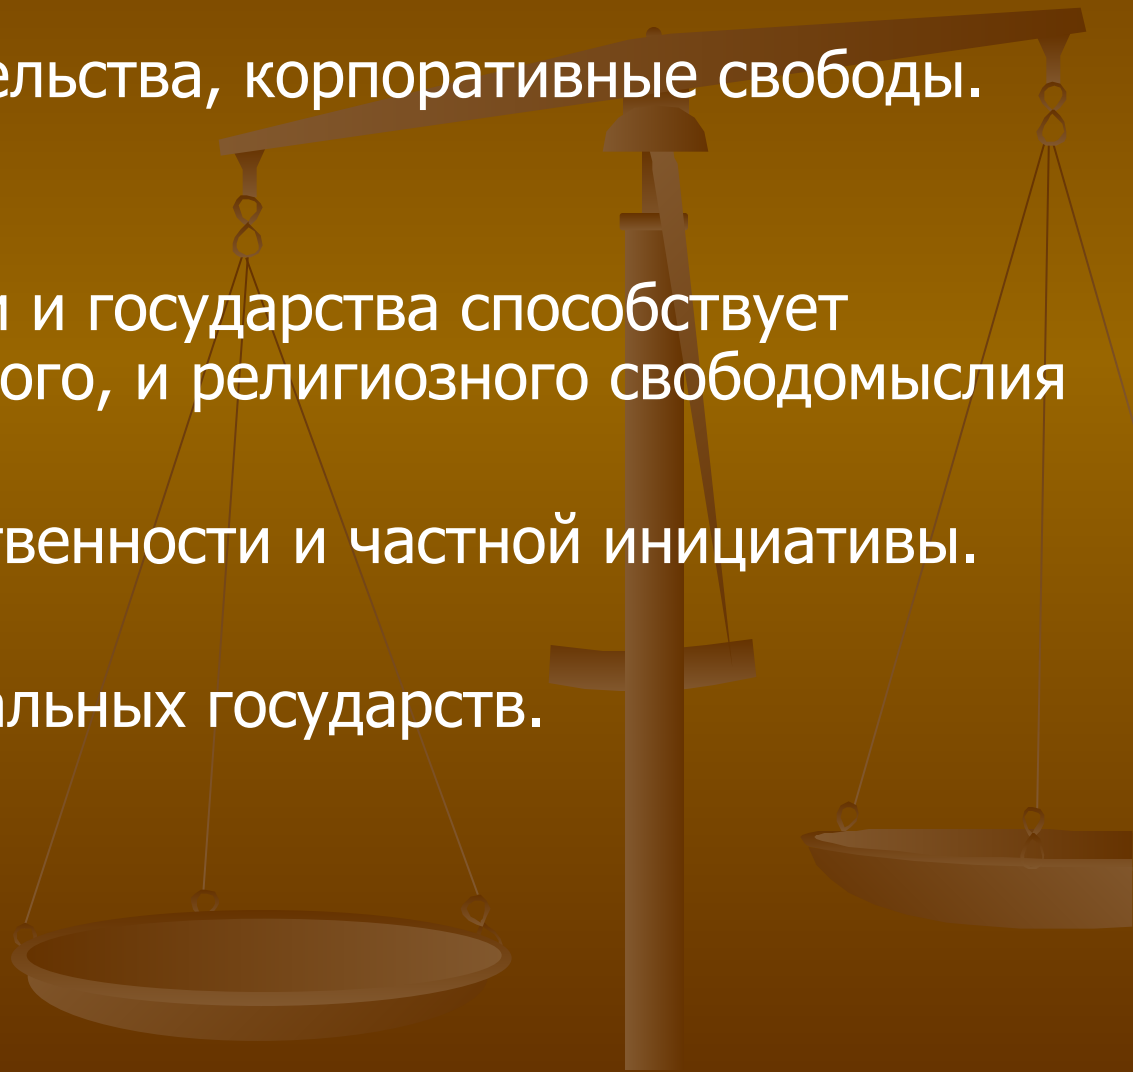 ельства, корпоративные свободы.
и и государства способствует
ого, и религиозного свободомыслия
твенности и частной инициативы.
альных государств.